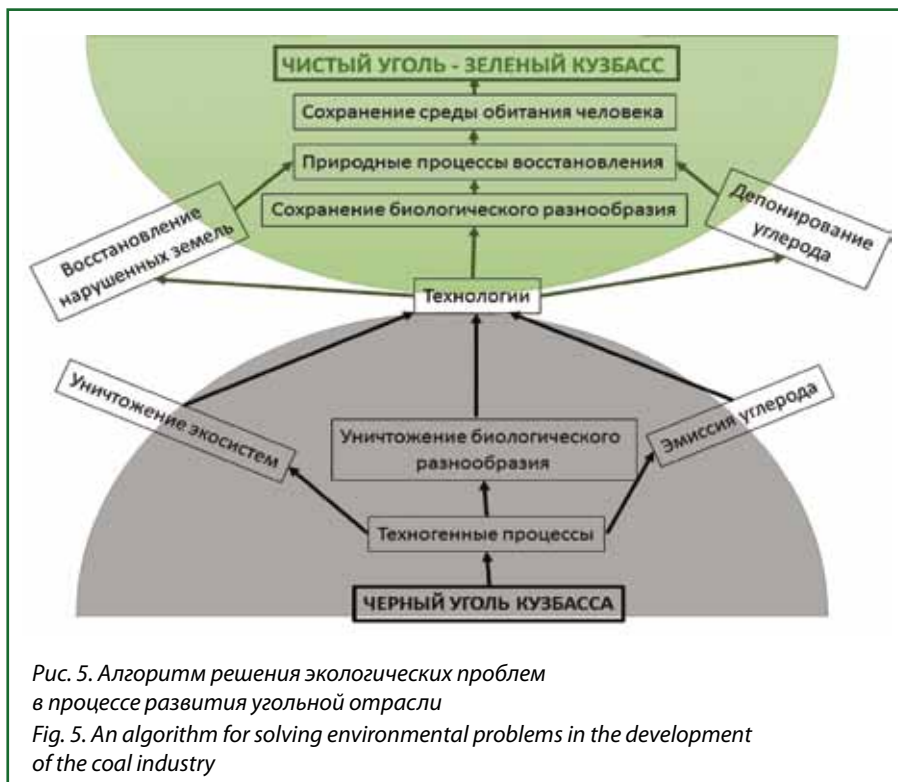 ЧИСТЫЙ УГОЛЬ - ЗЕЛЕНЫЙ КУЗБАСС
Сохранение среды обитания человека
Природные процессы восстановления
Сохранение биологического разнообразия
Восстановление
нарушенных земель
Депонирование
углерода
Технологии
Уничтожение экосистем
Уничтожение биологического
разнообразия
Эмиссия углерода
Техногенные процессы
ЧЕРНЫЙ УГОЛЬ КУЗБАССА
Рис. 5. Алгоритм решения экологических проблем
в процессе развития угольной отрасли
Fig. 5. An algorithm for solving environmental problems in the development
of the coal industry